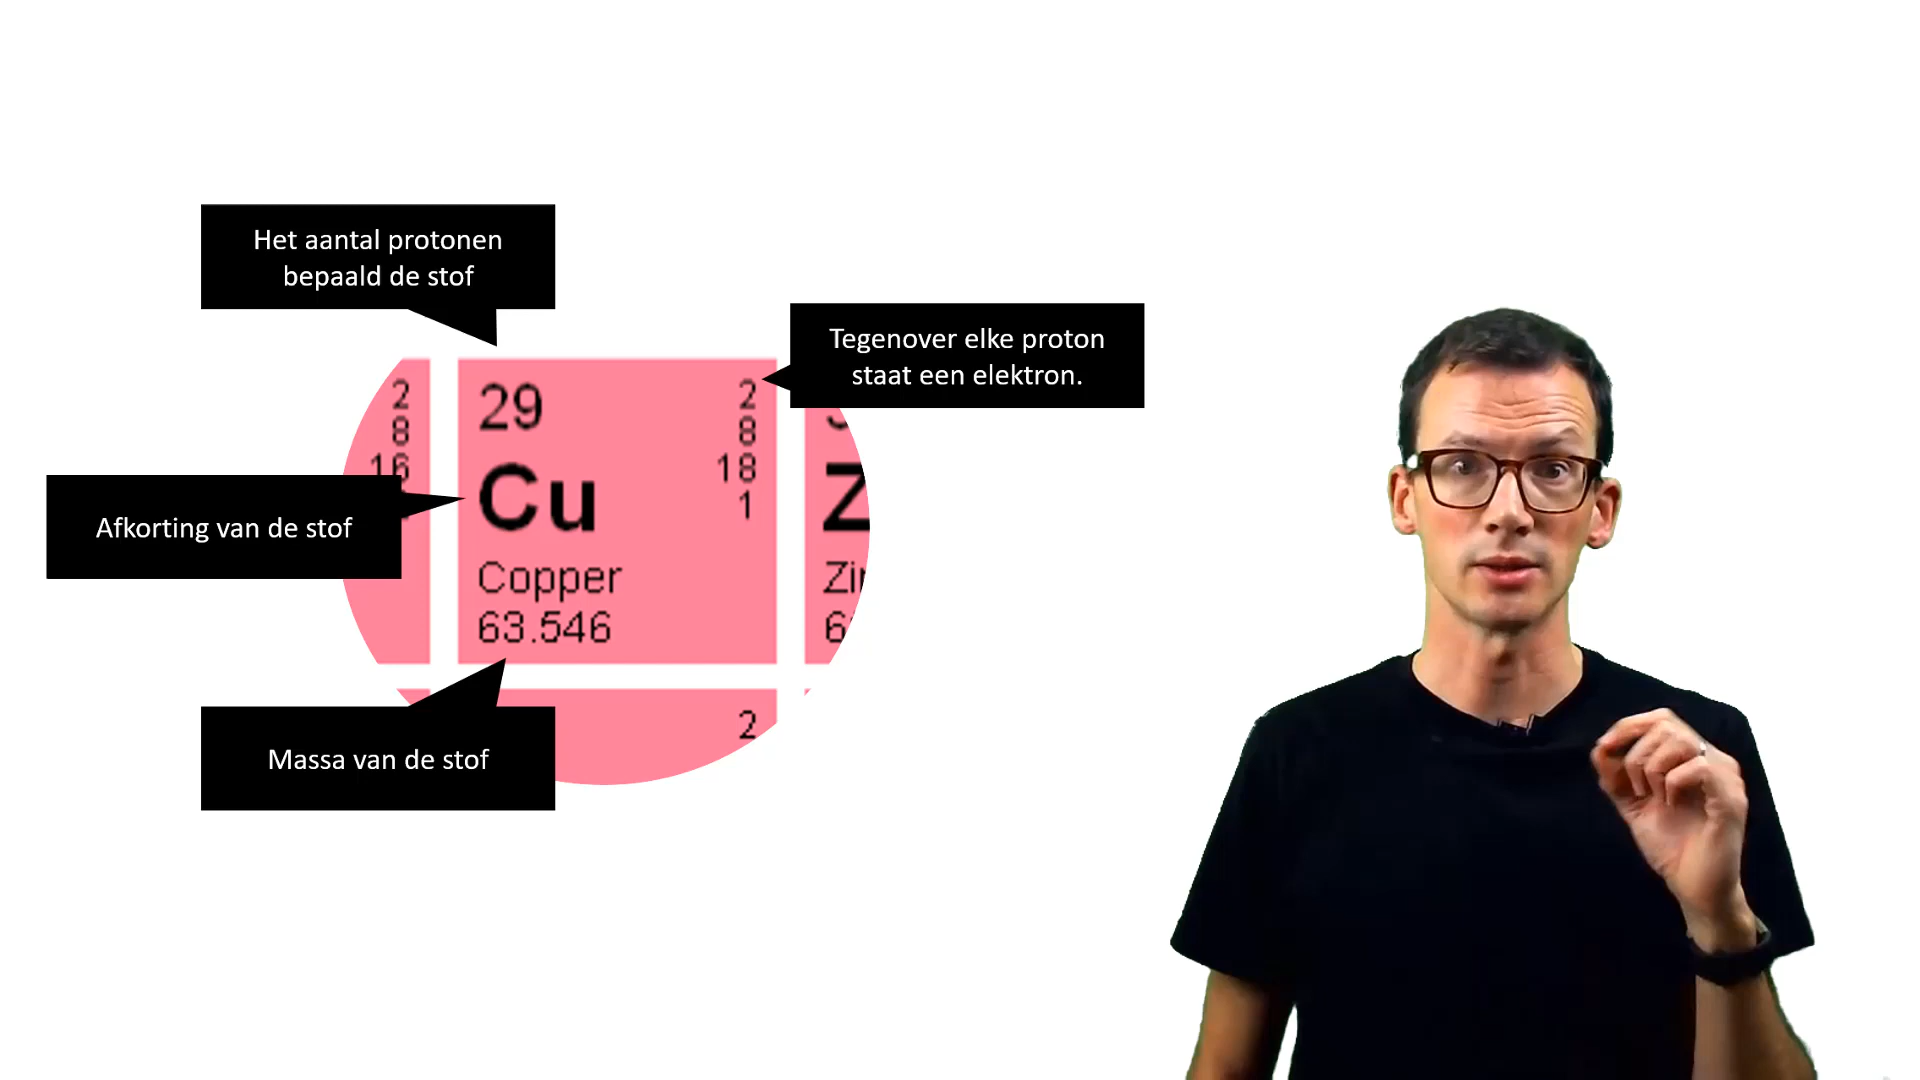 Het aantal protonen
bepaald de stof
Tegenover elke proton
staat een elektron.
Afkorting van de stof
Massa van de stof
2
8
16
29
Cu
Copper
63.546
2
8
18
1
2